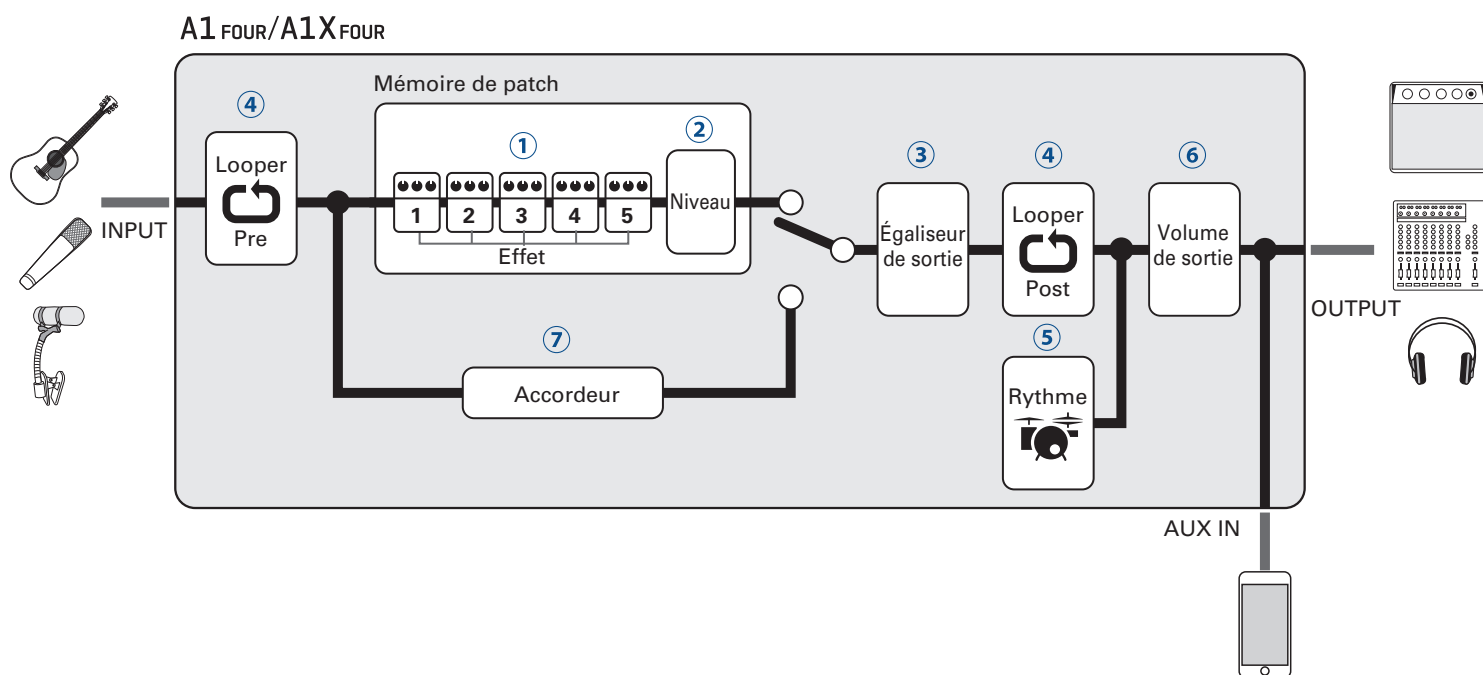 A1 FOUR/A1X FOUR
Mémoire de patch
④
Looper
Pre
①
1 2 3 4 5
Effet
②
Niveau
③
Égaliseur
de sortie
④
Looper
Post
⑥
Volume
de sortie
INPUT
OUTPUT
⑦
Accordeur
⑤
Rythme
AUX IN